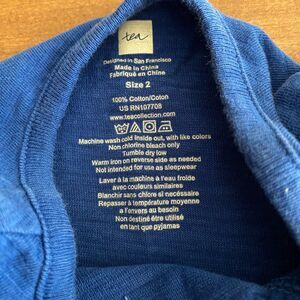 tea
Designed in San Francisco
Made in China
Fabriqué en Chine
Size 2
100% Cotton/Coton
US RN107708
www.teacollection.com
Machine wash cold inside out, with like colors
Non chlorine bleach only
Tumble dry low
Warm iron on reverse side as needed
Not intended for use as sleepwear
Laver à la machine à l'eau froide
avec couleurs similaires
Blanchir sans chlore si nécessaire
Repasser à température moyenne
a l'envers au besoin
Non destiné être utilisé
en tant que pyjamas